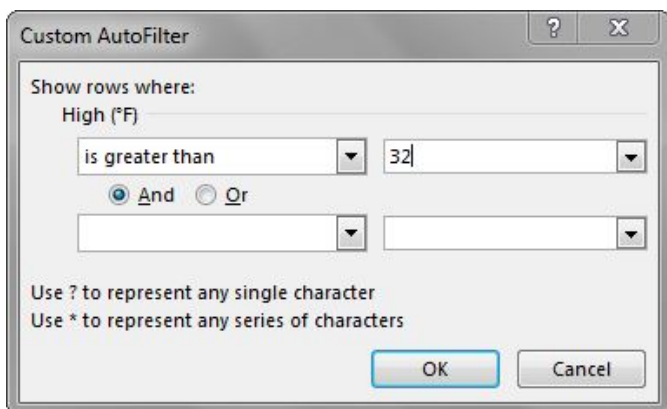 Custom AutoFilter
?
Show rows where:
High (°F)
is greater than 32
And Or
Use ? to represent any single character
Use * to represent any series of characters
OK Cancel